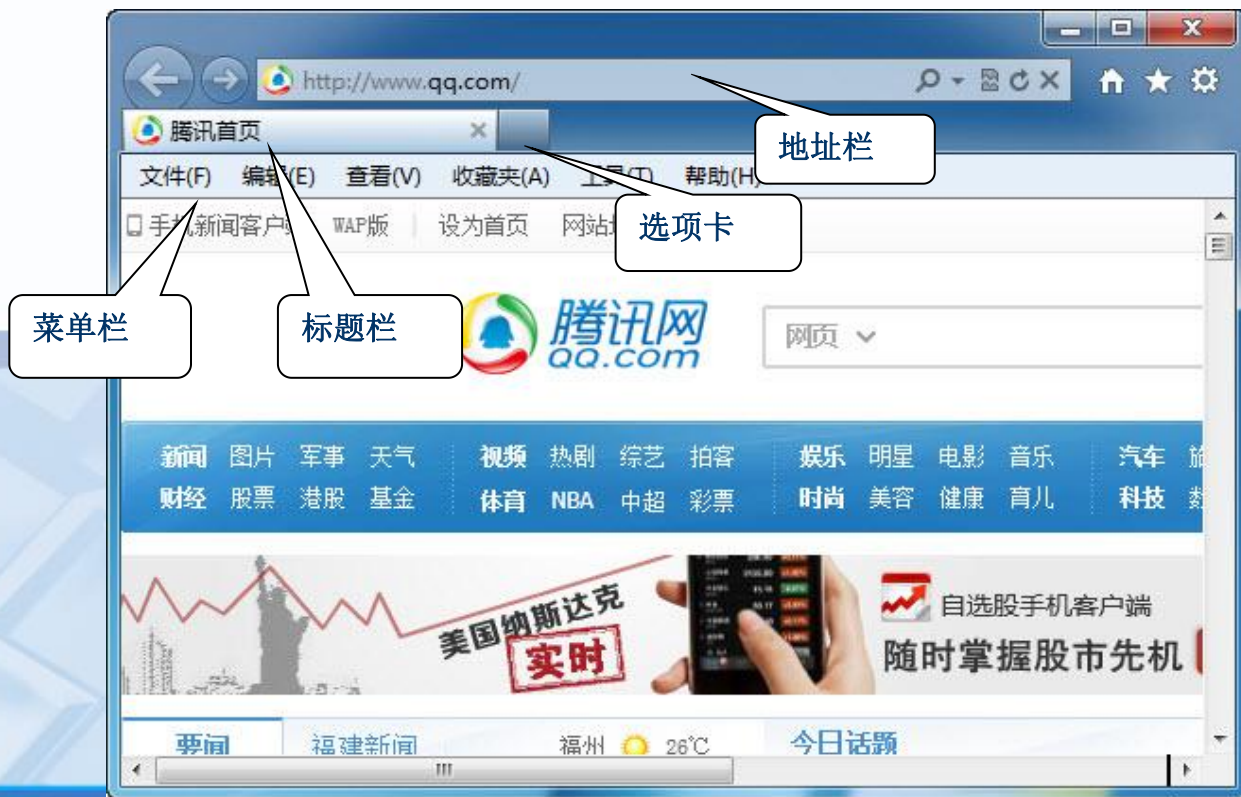 http://www.qq.com/
腾讯首页
地址栏
文件(F) 编辑(E) 查看(V) 收藏夹(A) 工具(T) 帮助(H)
手机新闻客户 WAP版 设为首页 网站
选项卡
菜单栏
标题栏
腾讯网
QQ.com
网页
新闻 图片 军事 天气 视频 热剧 综艺 拍客 娱乐 明星 电影 音乐 汽车
财经 股票 港股 基金 体育 NBA 中超 彩票 时尚 美容 健康 育儿 科技
美国纳斯达克
实时
自选股手机客户端
随时掌握股市先机
要闻 福建新闻 福州 26℃ 今日话题